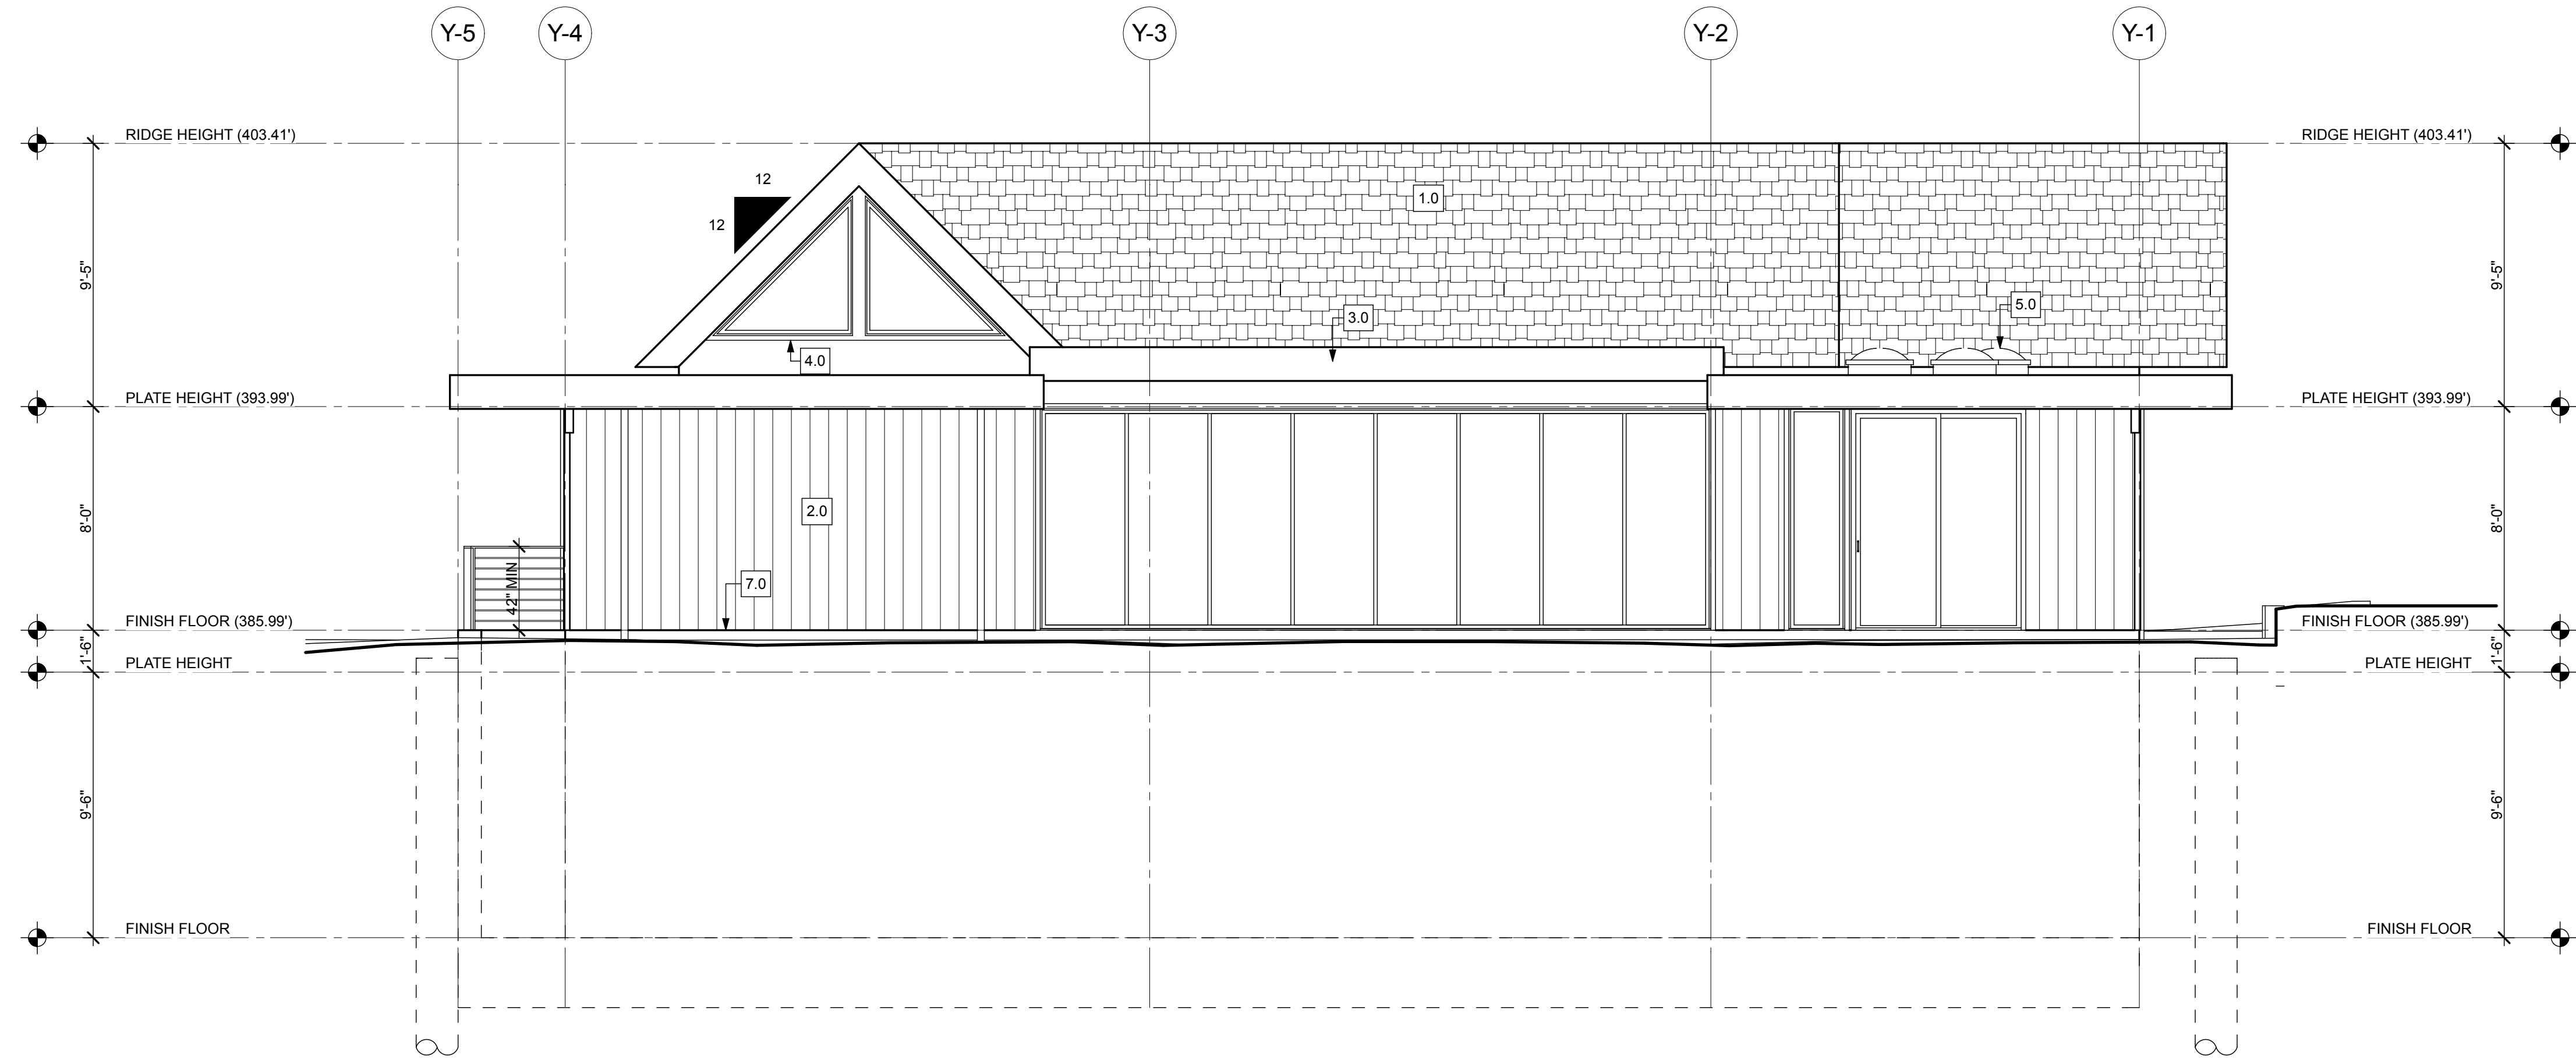 Y-5 Y-4 Y-3 Y-2 Y-1
RIDGE HEIGHT (403.41') RIDGE HEIGHT (403.41')
12
12
1.0
9'-5" 9'-5"
5.0
3.0
4.0
PLATE HEIGHT (393.99') PLATE HEIGHT (393.99')
2.0
8'-0" 8'-0"
42" MIN
7.0
FINISH FLOOR (385.99') FINISH FLOOR (385.99')
1'-6" 1'-6"
PLATE HEIGHT PLATE HEIGHT
9'-6" 9'-6"
FINISH FLOOR FINISH FLOOR